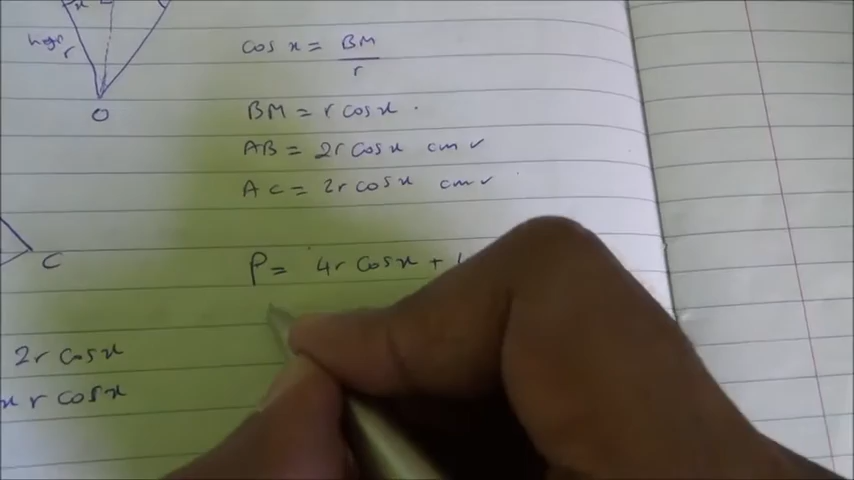 x
r
O
cos x = BM
r
BM = r cos x .
AB = 2r cos x cm ✓
AC = 2r cos x cm ✓
C
P = 4r cos x +
2r cos x
x r cos x